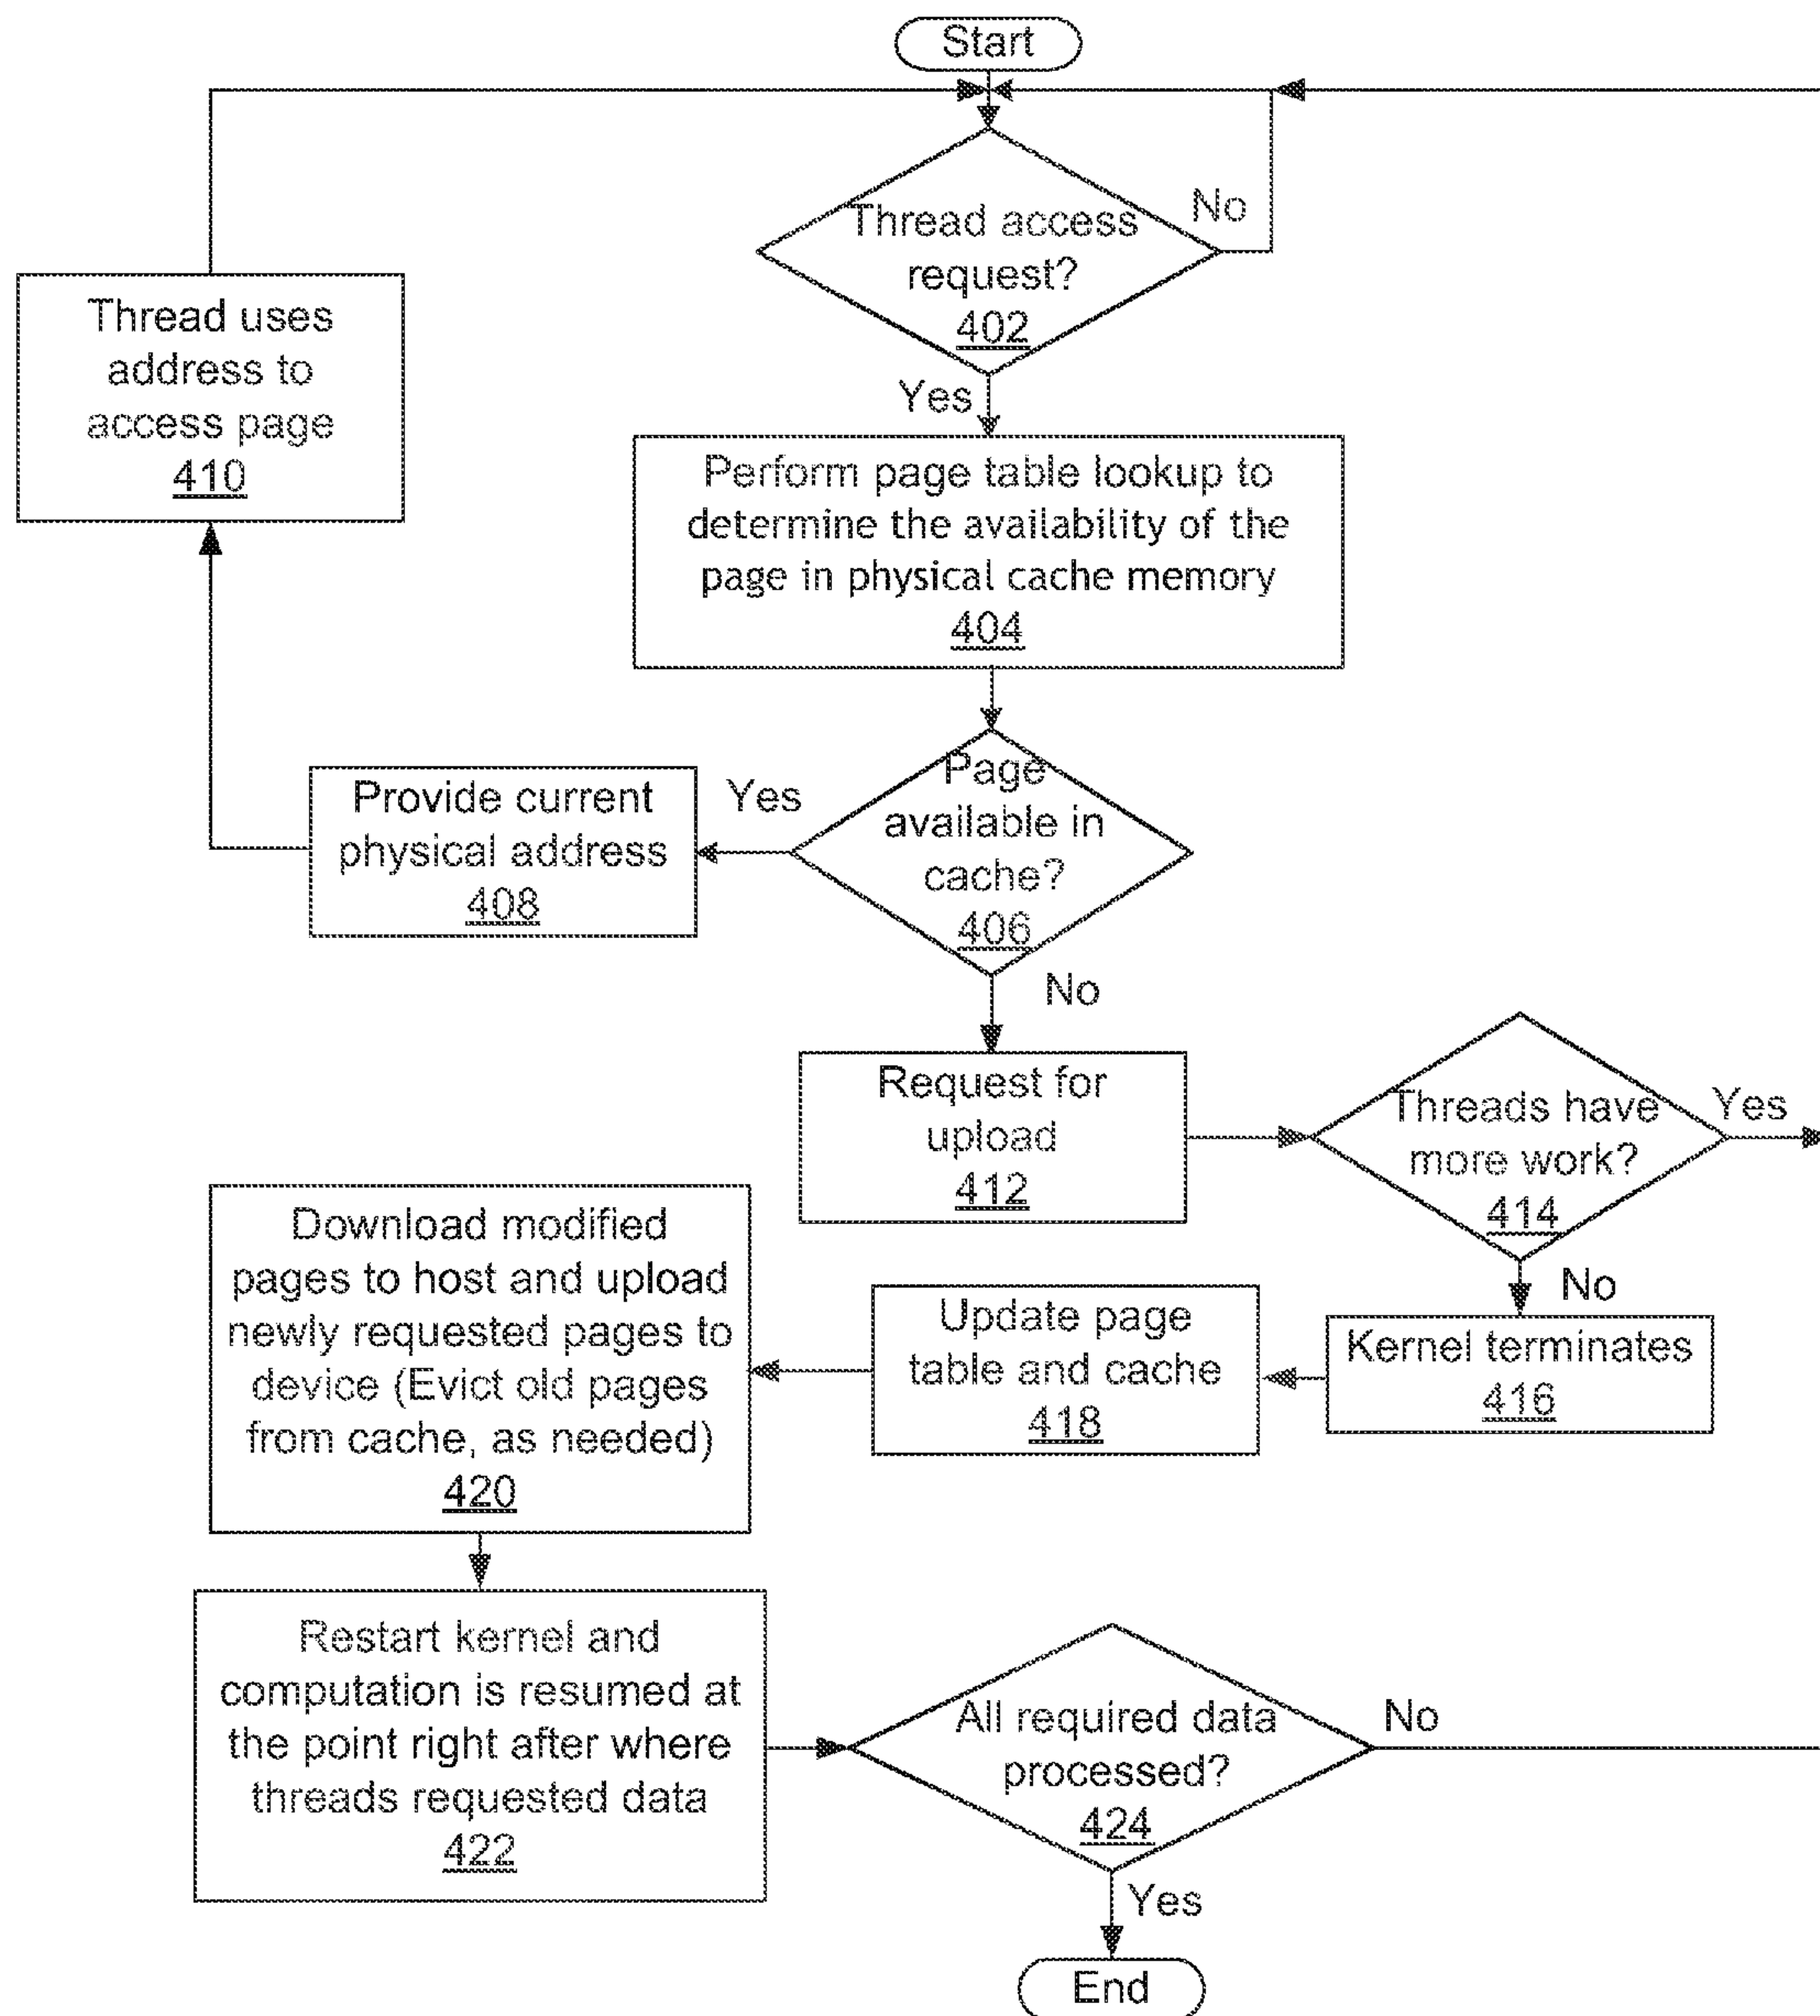 Start
Thread access
request?
402
No
Yes
Thread uses
address to
access page
410
Perform page table lookup to
determine the availability of the
page in physical cache memory
404
Page
available in
cache?
406
Yes
No
Provide current
physical address
408
Request for
upload
412
Threads have
more work?
414
Yes
No
Kernel terminates
416
Update page
table and cache
418
Download modified
pages to host and upload
newly requested pages to
device (Evict old pages
from cache, as needed)
420
Restart kernel and
computation is resumed at
the point right after where
threads requested data
422
All required data
processed?
424
No
Yes
End